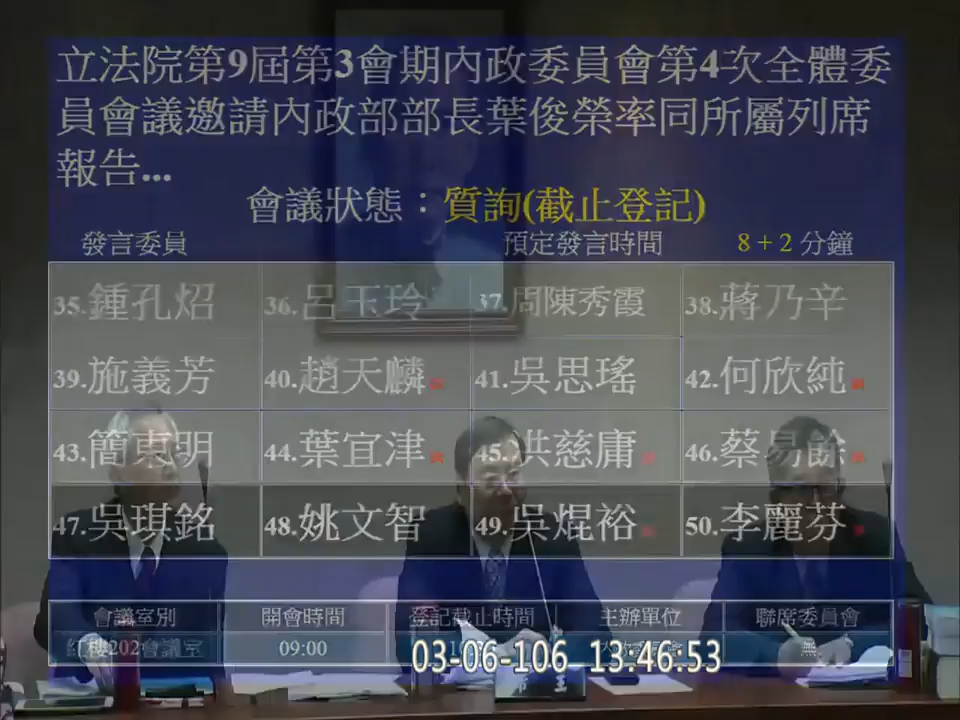 立法院第9屆第3會期內政委員會第4次全體委
員會議邀請內政部部長葉俊榮率同所屬列席
報告...
會議狀態：質詢(截止登記)
發言委員 預定發言時間 8 + 2 分鐘
35.鍾孔炤 36.呂玉玲 37.周陳秀霞 38.蔣乃辛
39.施義芳 40.趙天麟 41.吳思瑤 42.何欣純
43.簡東明 44.葉宜津 45.洪慈庸 46.蔡易餘
47.吳琪銘 48.姚文智 49.吳焜裕 50.李麗芬
會議室別 開會時間 登記截止時間 主辦單位 聯席委員會
紅樓202會議室 09:00 無
03-06-106 13.46.53